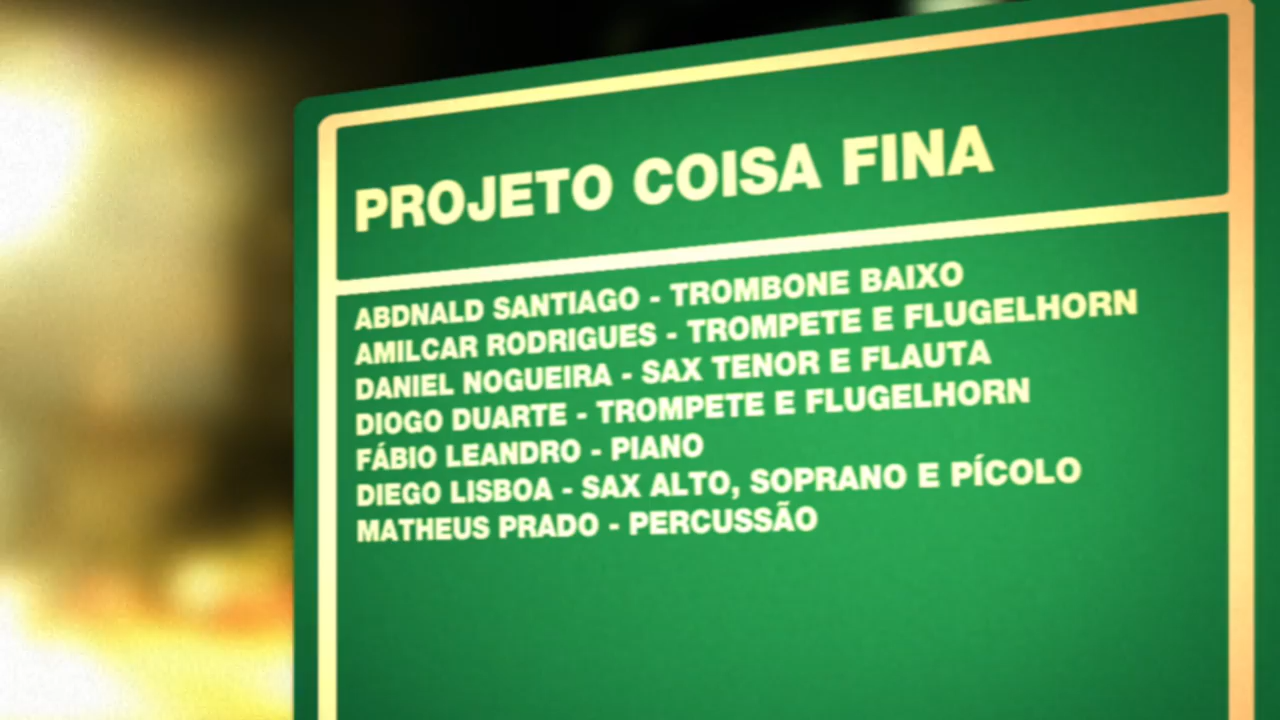 PROJETO COISA FINA
ABDNALD SANTIAGO - TROMBONE BAIXO
AMILCAR RODRIGUES - TROMPETE E FLUGELHORN
DANIEL NOGUEIRA - SAX TENOR E FLAUTA
DIOGO DUARTE - TROMPETE E FLUGELHORN
FÁBIO LEANDRO - PIANO
DIEGO LISBOA - SAX ALTO, SOPRANO E PÍCOLO
MATHEUS PRADO - PERCUSSÃO